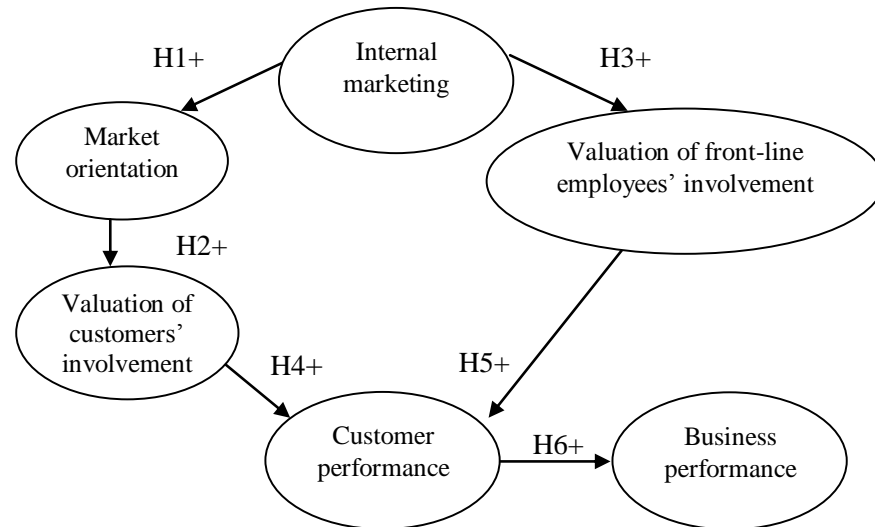 H1+
Internal
marketing
H3+
Market
orientation
Valuation of front-line
employees’ involvement
H2+
Valuation of
customers’
involvement
H4+
H5+
Customer
performance
H6+
Business
performance